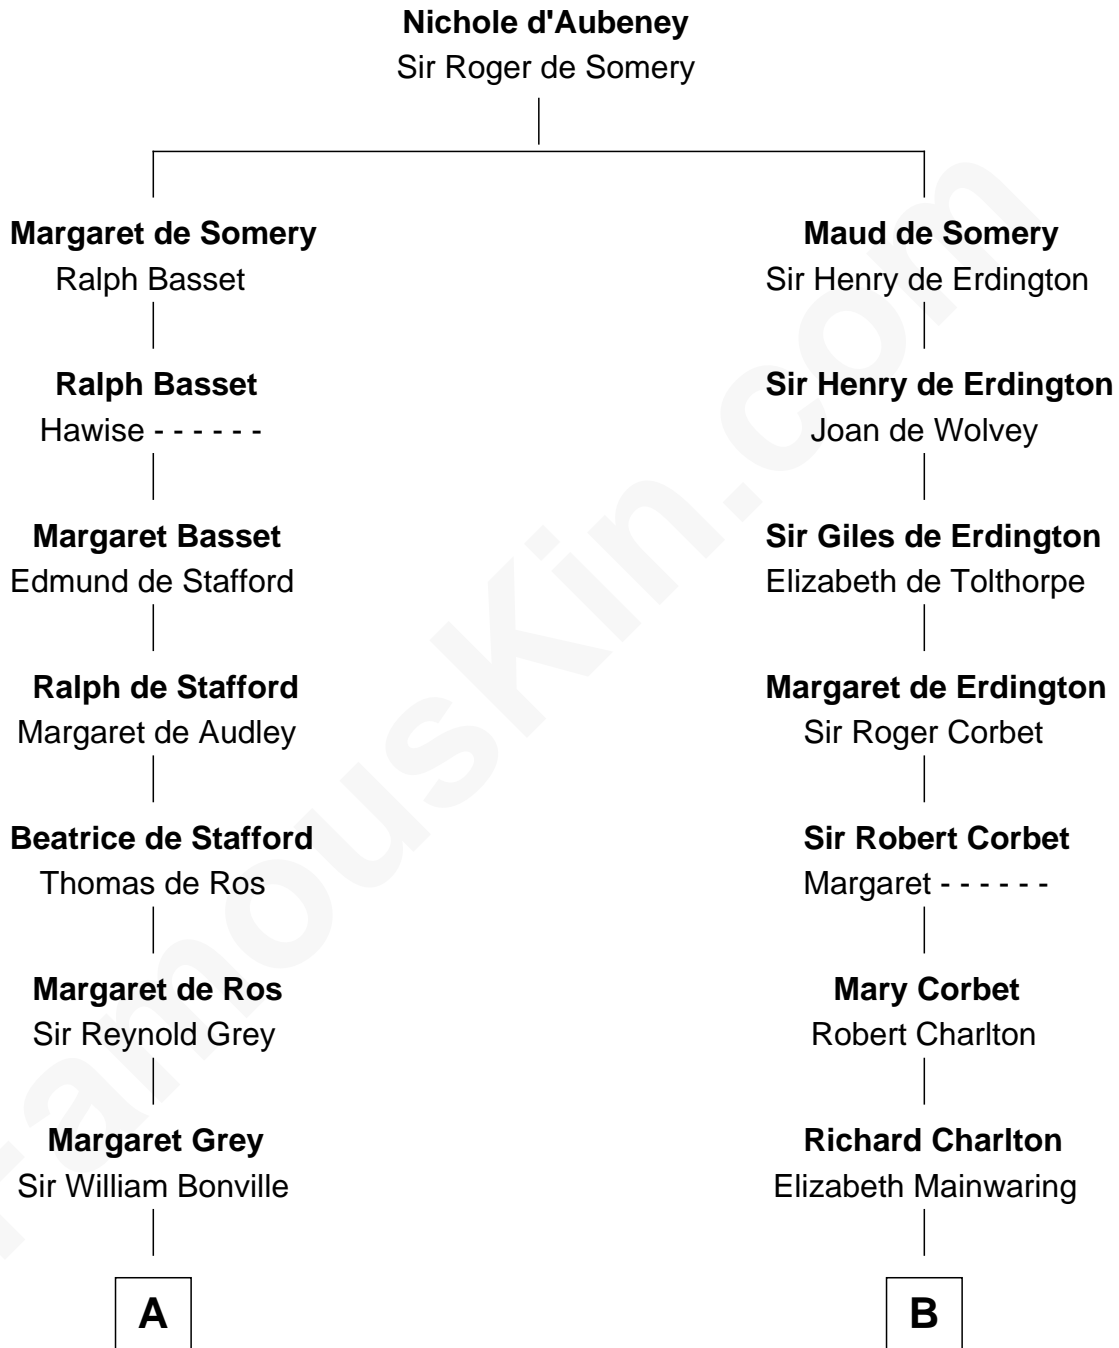 Nichole d'Aubeney
Sir Roger de Somery
Margaret de Somery
Ralph Basset
Maud de Somery
Sir Henry de Erdington
Ralph Basset
Hawise - - - - - -
Sir Henry de Erdington
Joan de Wolvey
Margaret Basset
Edmund de Stafford
Sir Giles de Erdington
Elizabeth de Tolthorpe
Ralph de Stafford
Margaret de Audley
Margaret de Erdington
Sir Roger Corbet
Beatrice de Stafford
Thomas de Ros
Sir Robert Corbet
Margaret - - - - - -
Margaret de Ros
Sir Reynold Grey
Mary Corbet
Robert Charlton
Margaret Grey
Sir William Bonville
Richard Charlton
Elizabeth Mainwaring
A
B
FamousKin.com